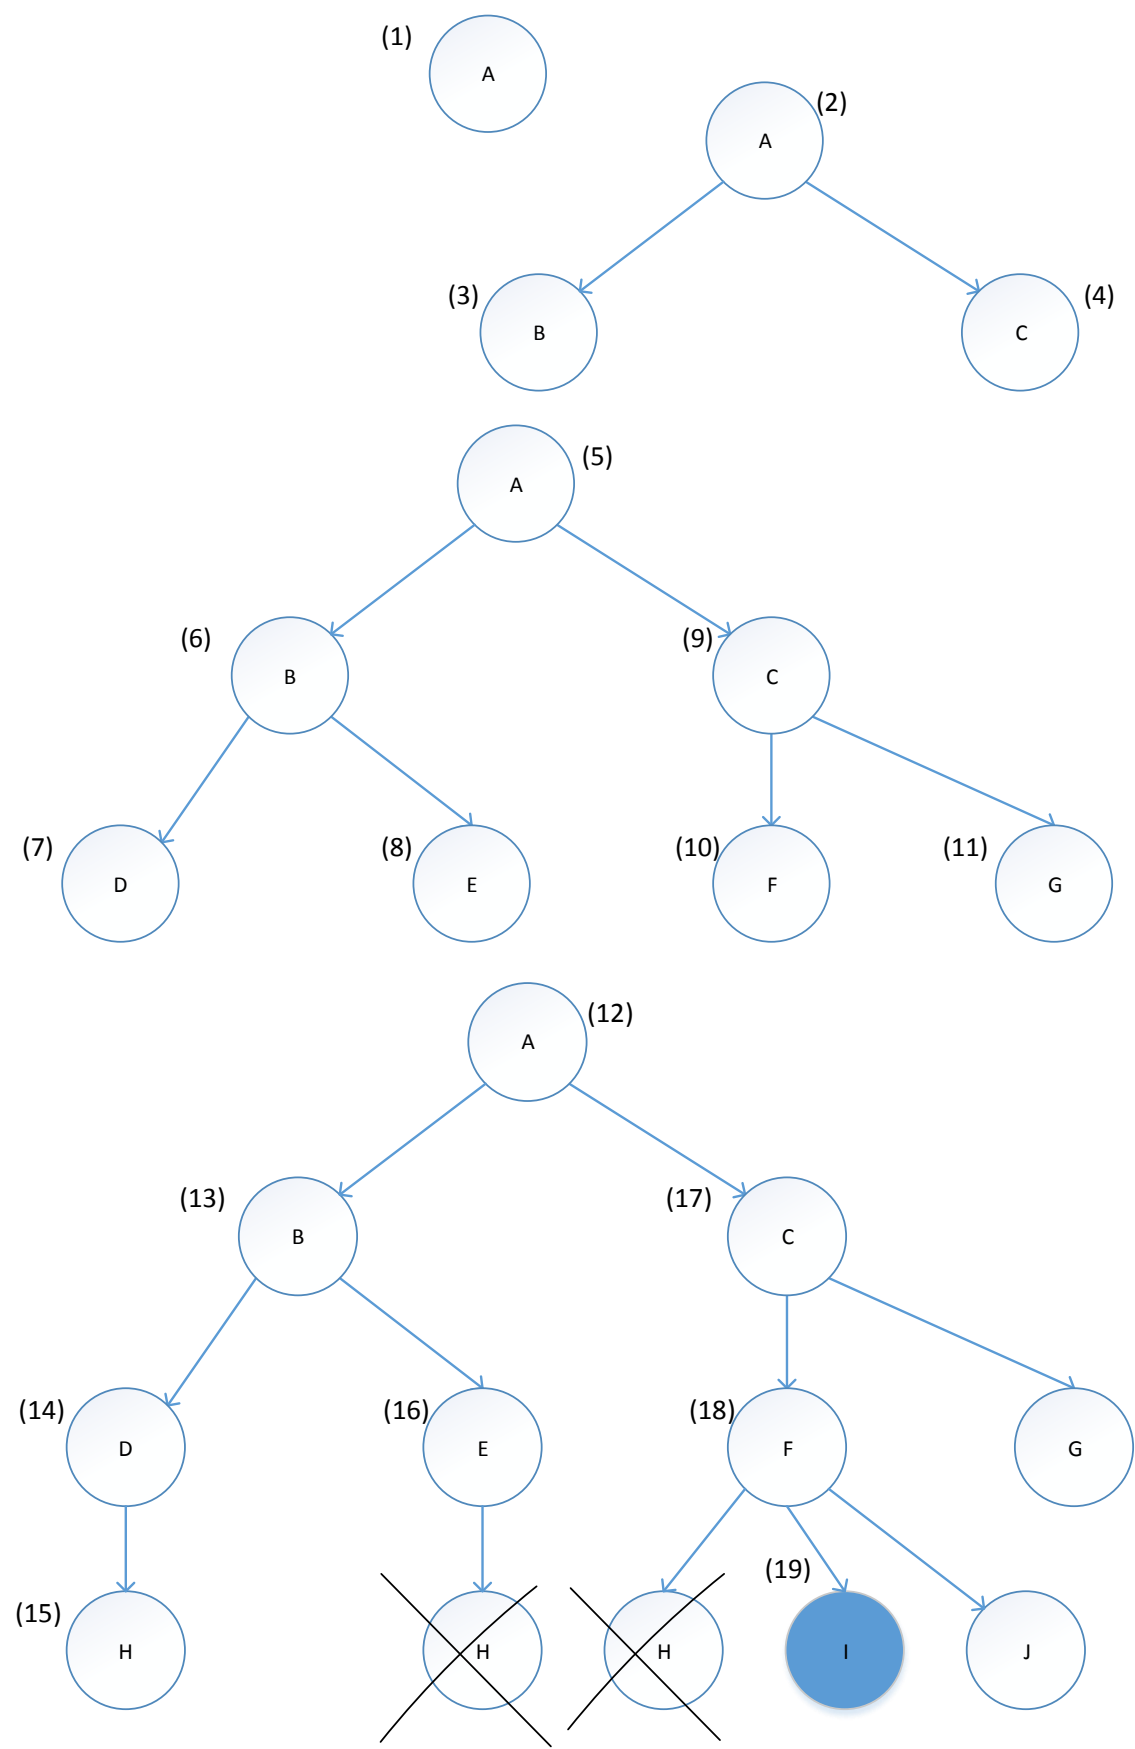 (1)
A
(2)
A
(3)
B
(4)
C
(5)
A
(6)
B
(9)
C
(7)
D
(8)
E
(10)
F
(11)
G
(12)
A
(13)
B
(17)
C
(14)
D
(16)
E
(18)
F
G
(15)
H
H
H
(19)
I
J